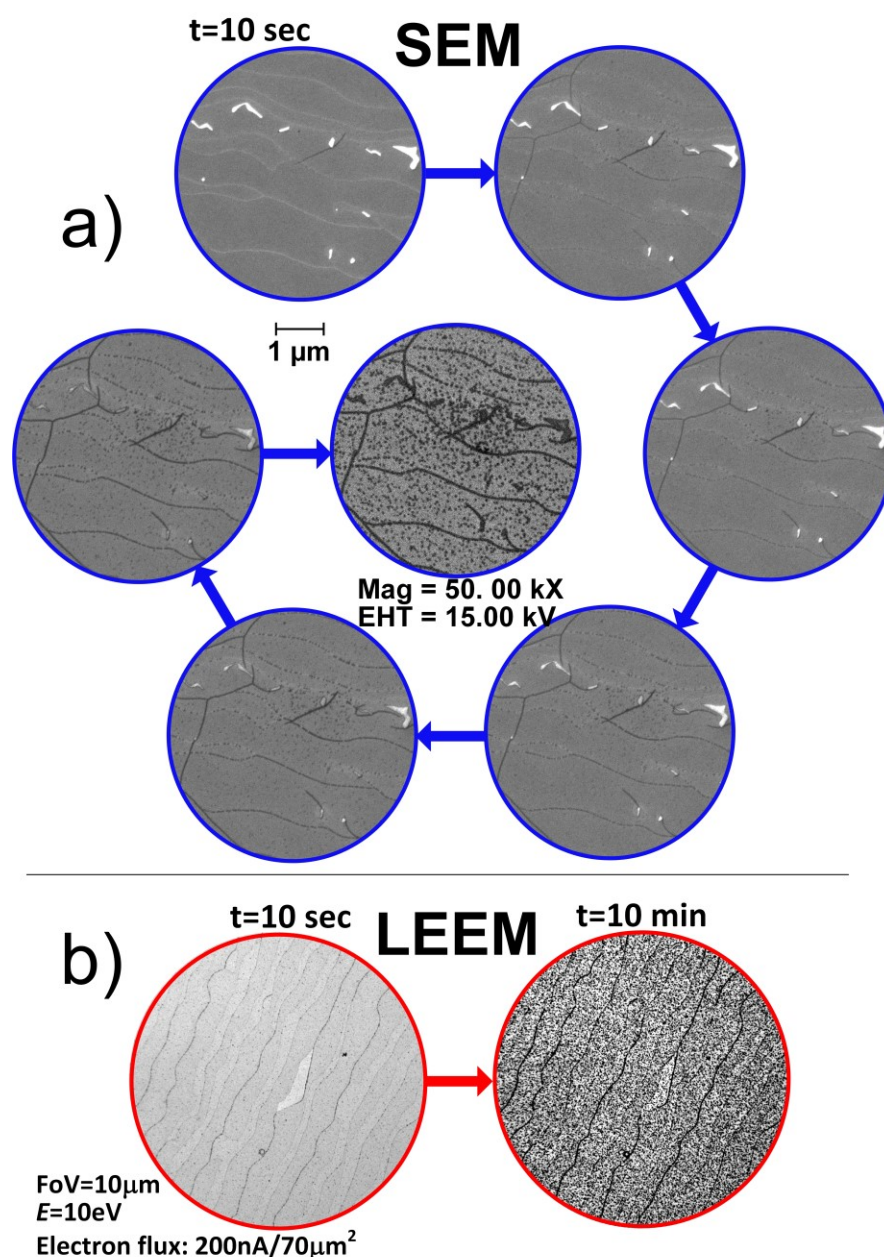 t=10 sec
SEM
a)
1 μm
Mag = 50. 00 kX
EHT = 15.00 kV
b)
t=10 sec
LEEM
t=10 min
FoV=10μm
E=10eV
Electron flux: 200nA/70μm²